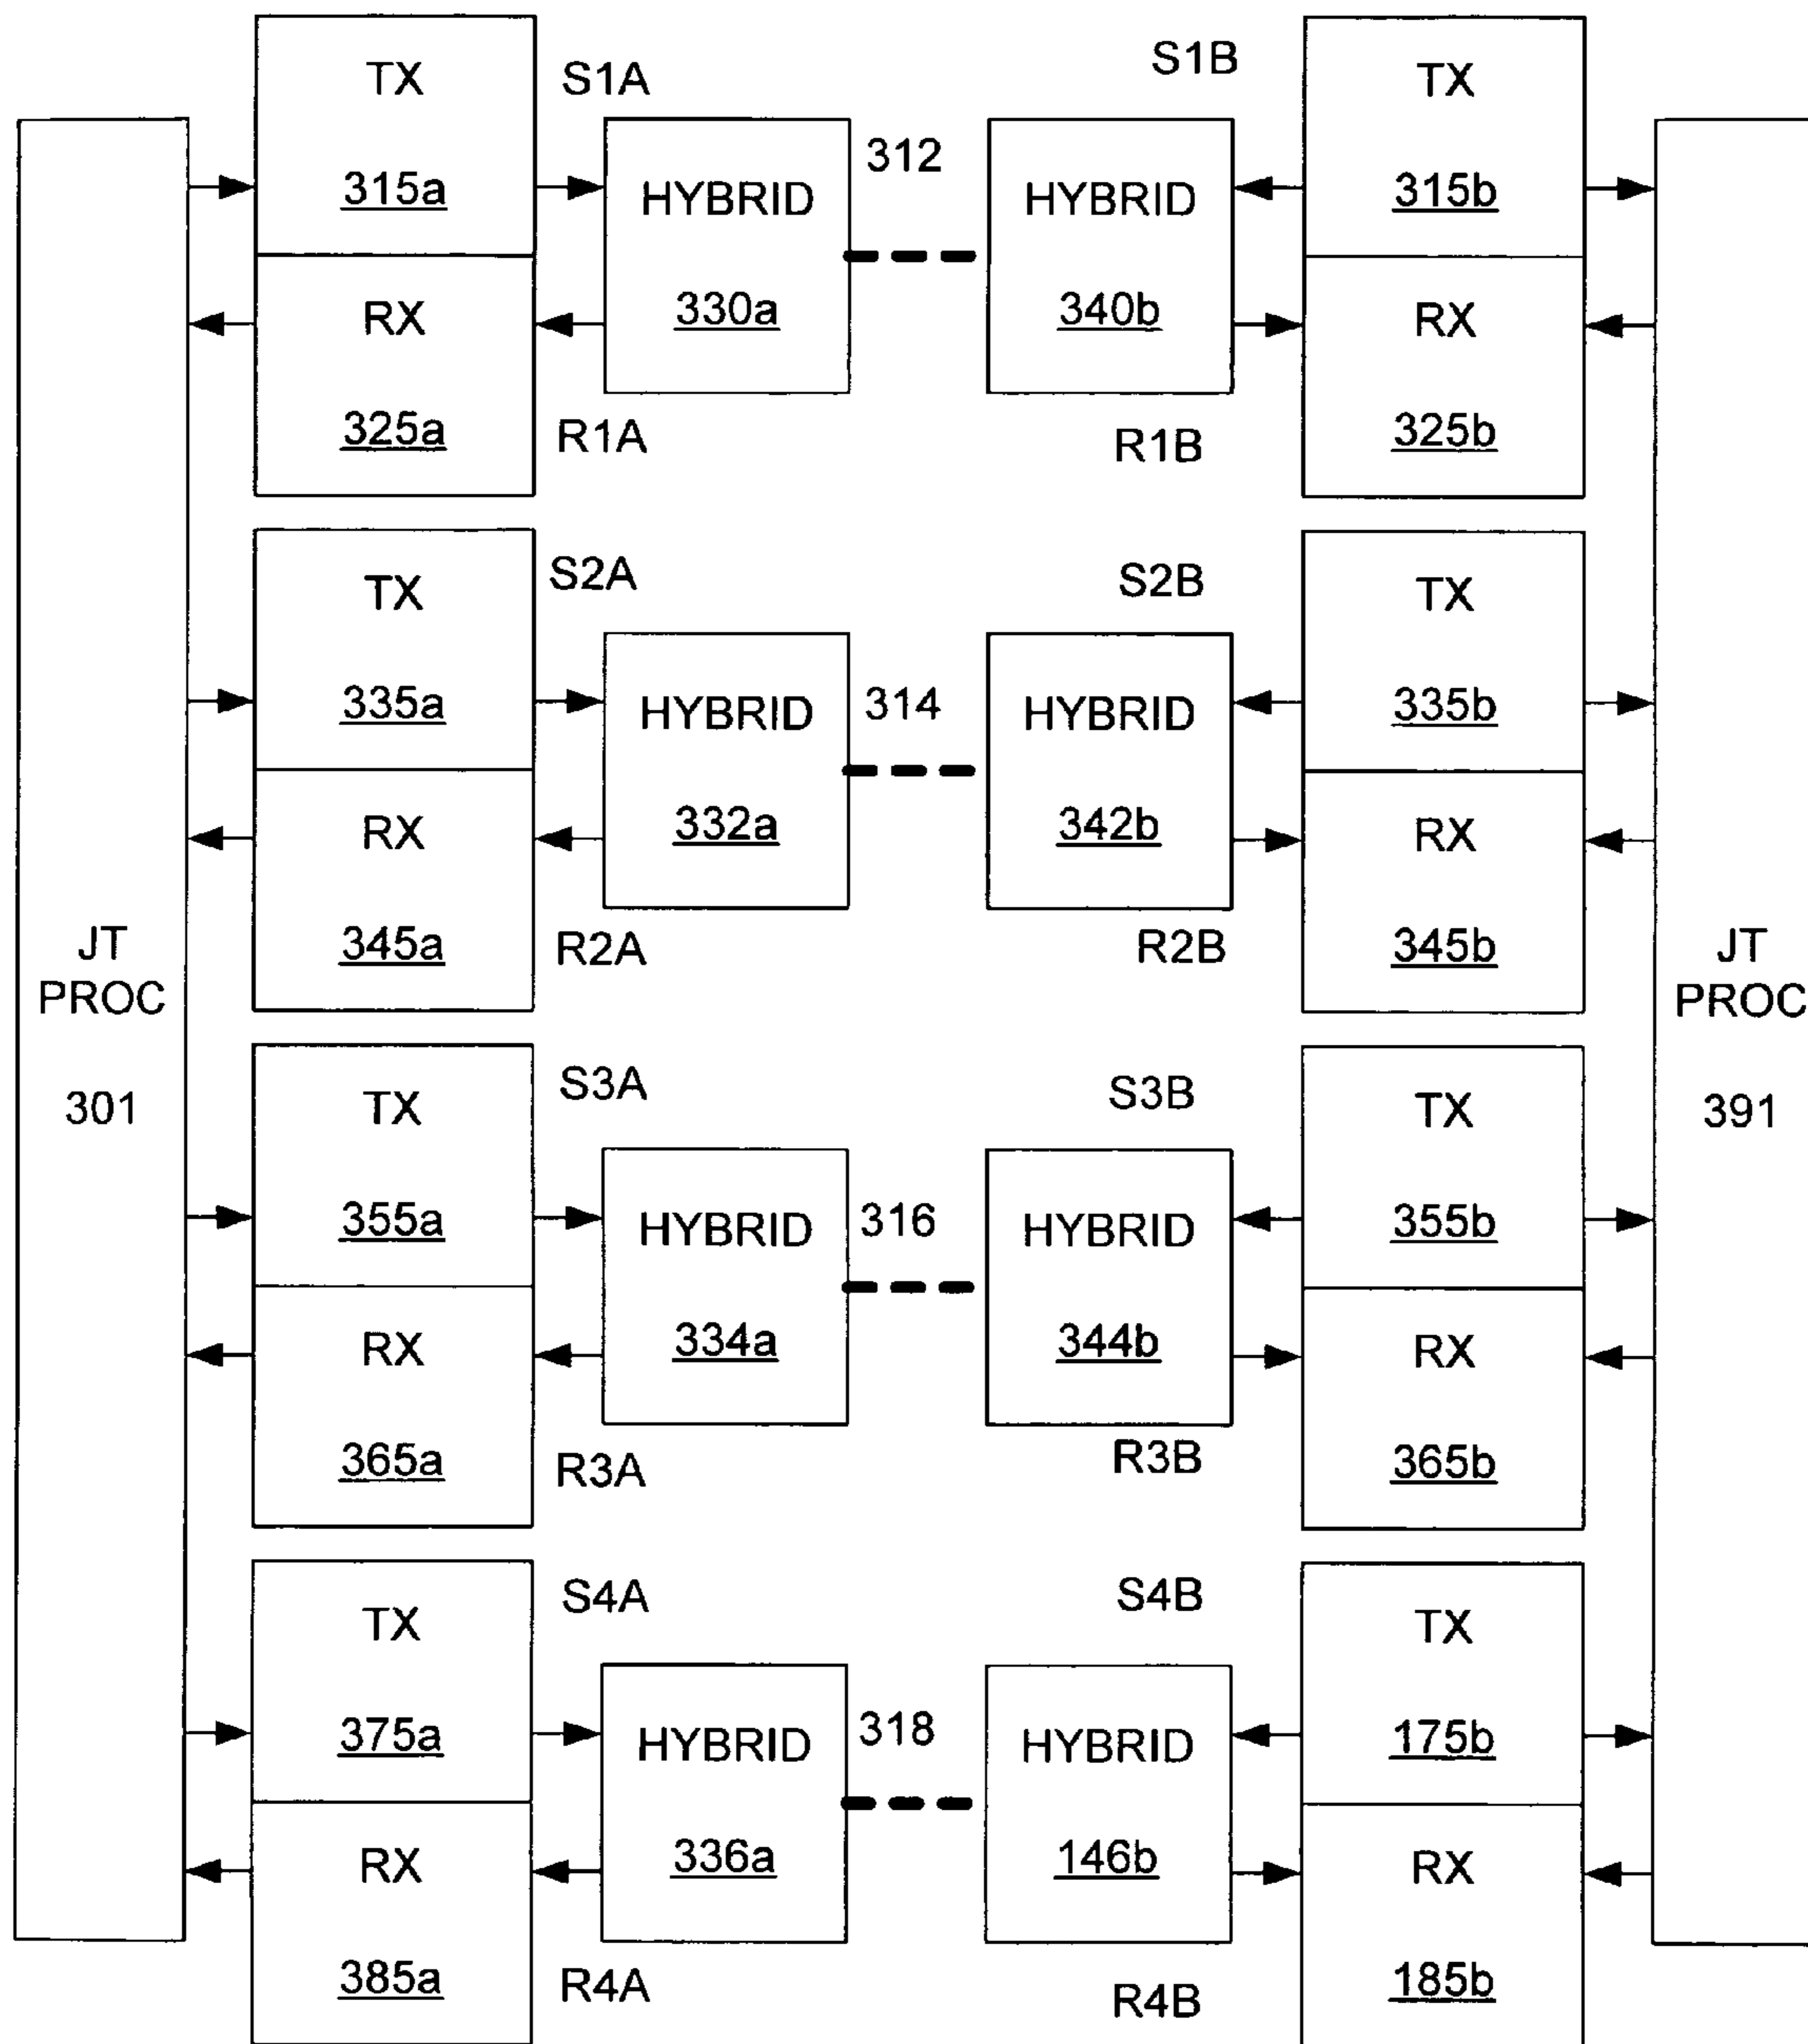 TX
S1A
S1B
TX
315a
HYBRID
312
HYBRID
315b
RX
330a
340b
RX
325a
R1A
R1B
325b
TX
S2A
S2B
TX
335a
HYBRID
314
HYBRID
335b
RX
332a
342b
RX
345a
R2A
R2B
345b
JT
PROC
301
JT
PROC
391
TX
S3A
S3B
TX
355a
HYBRID
316
HYBRID
355b
RX
334a
344b
RX
365a
R3A
R3B
365b
TX
S4A
S4B
TX
375a
HYBRID
318
HYBRID
175b
RX
336a
146b
RX
385a
R4A
R4B
185b